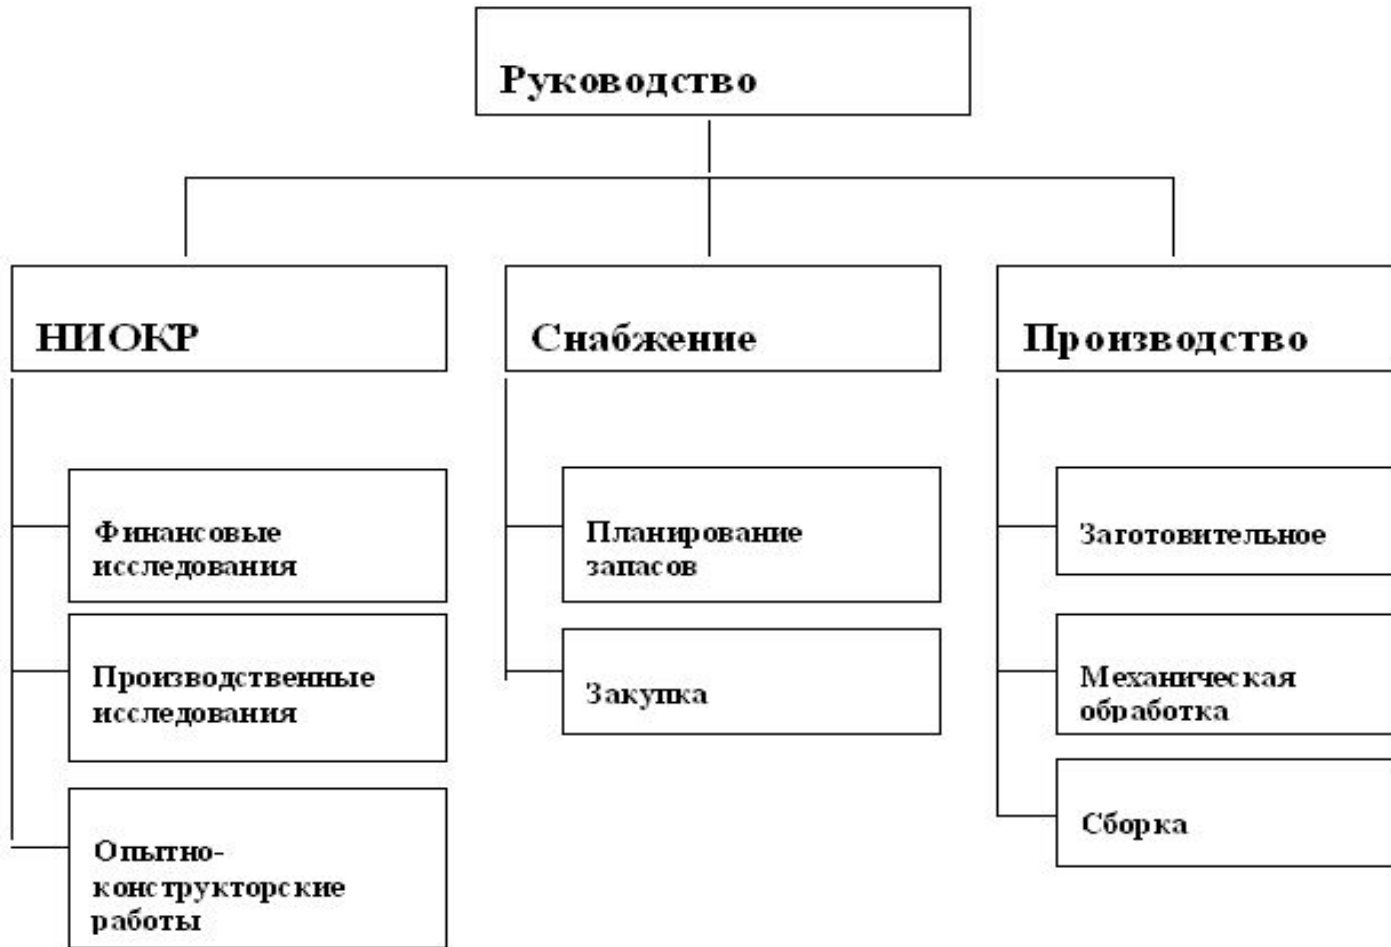 Руководство
НИОКР
Снабжение
Производство
Финансовые
исследования
Производственные
исследования
Опытно-
конструкторские
работы
Планирование
запасов
Закупка
Заготовительное
Механическая
обработка
Сборка